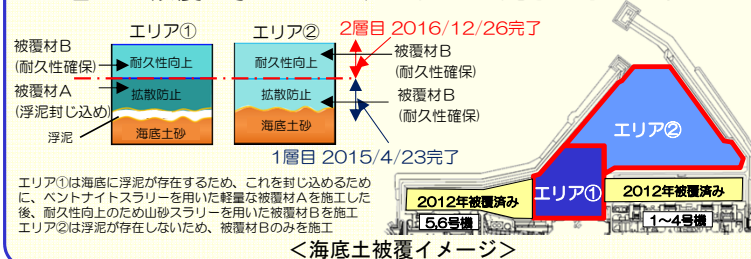 エリア①
エリア②
2層目 2016/12/26完了
被覆材B
(耐久性確保)
耐久性向上
耐久性向上
被覆材B
(耐久性確保)
被覆材A
(浮泥封じ込め)
拡散防止
拡散防止
被覆材B
(耐久性確保)
浮泥
海底土砂
海底土砂
1層目 2015/4/23完了
エリア②
エリア①は海底に浮泥が存在するため、これを封じ込めるため
に、ベントナイトスラリーを用いた軽量な被覆材Aを施工した
後、耐久性向上のため山砂スラリーを用いた被覆材Bを施工
エリア②は浮泥が存在しないため、被覆材Bのみを施工
2012年被覆済み
エリア①
2012年被覆済み
5,6号機
1~4号機
<海底土被覆イメージ>